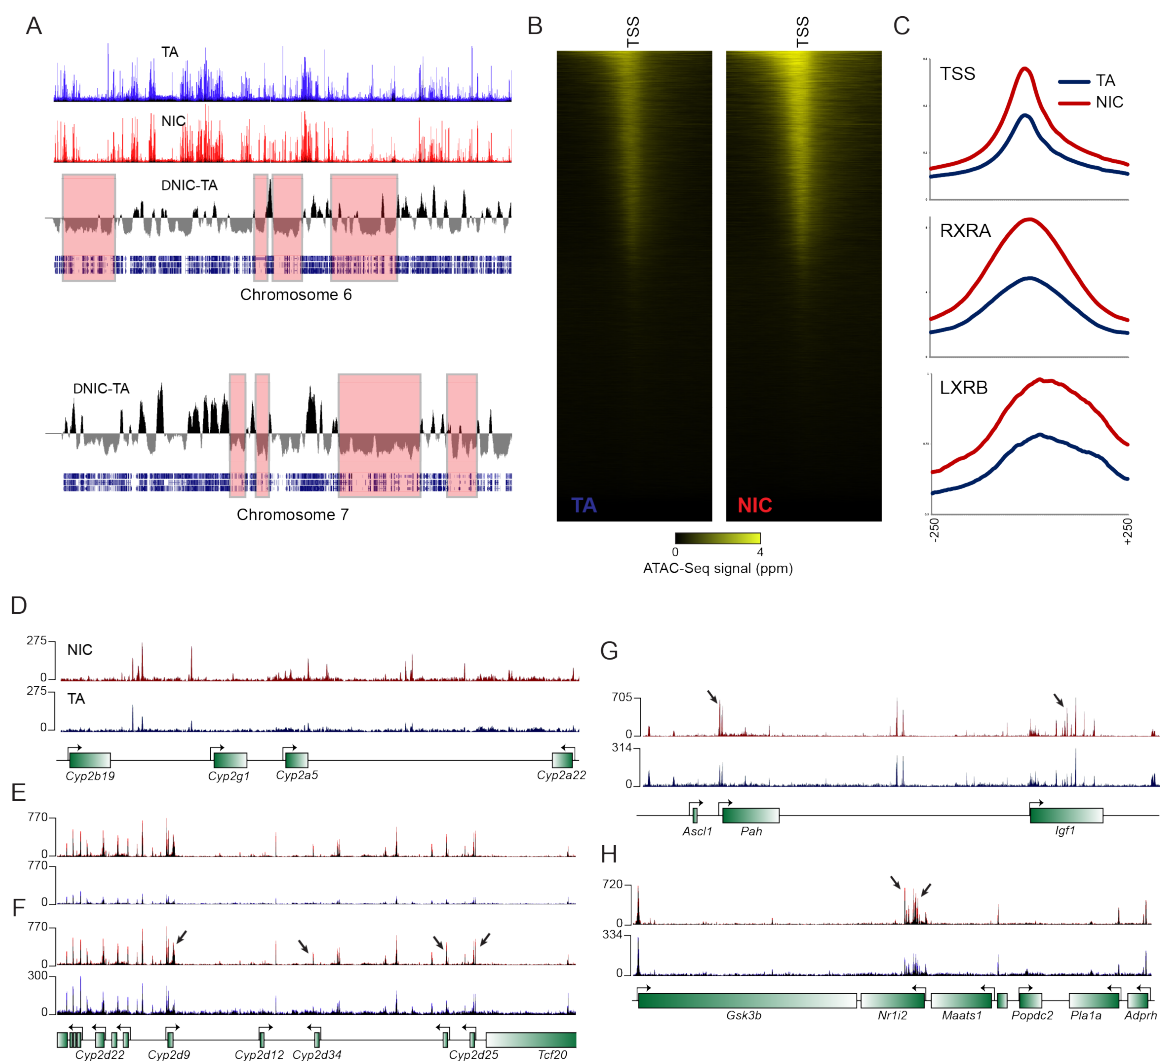 A
TA
NIC
DNIC-TA
Chromosome 6
DNIC-TA
Chromosome 7
B
TSS
TSS
TA
NIC
0
4
ATAC-Seq signal (ppm)
C
TSS
TA
NIC
RXRA
LXRB
-250
+250
D
275
NIC
0
275
TA
0
Cyp2b19
Cyp2g1
Cyp2a5
Cyp2a22
E
770
0
770
0
F
770
0
300
0
Cyp2d22
Cyp2d9
Cyp2d12
Cyp2d34
Cyp2d25
Tcf20
G
705
0
314
0
Ascl1
Pah
Igf1
H
720
0
334
0
Gsk3b
Nr1i2
Maats1
Popdc2
Pla1a
Adprh